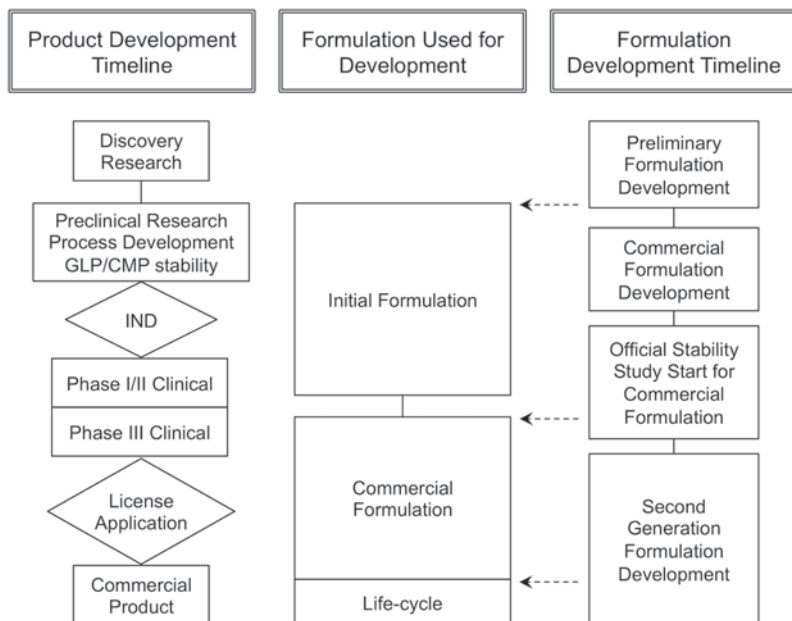 Product Development
Timeline
Formulation Used for
Development
Formulation
Development Timeline
Discovery
Research
Preclinical Research
Process Development
GLP/CMP stability
IND
Phase I/II Clinical
Phase III Clinical
License
Application
Commercial
Product
Initial Formulation
Commercial
Formulation
Life-cycle
Preliminary
Formulation
Development
Commercial
Formulation
Development
Official Stability
Study Start for
Commercial
Formulation
Second
Generation
Formulation
Development